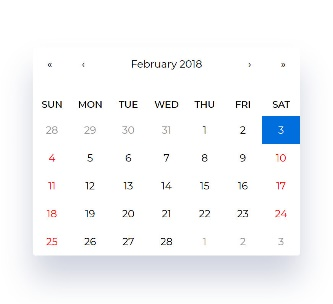 « ‹ February 2018 › »
SUN MON TUE WED THU FRI SAT
28 29 30 31 1 2 3
4 5 6 7 8 9 10
11 12 13 14 15 16 17
18 19 20 21 22 23 24
25 26 27 28 1 2 3